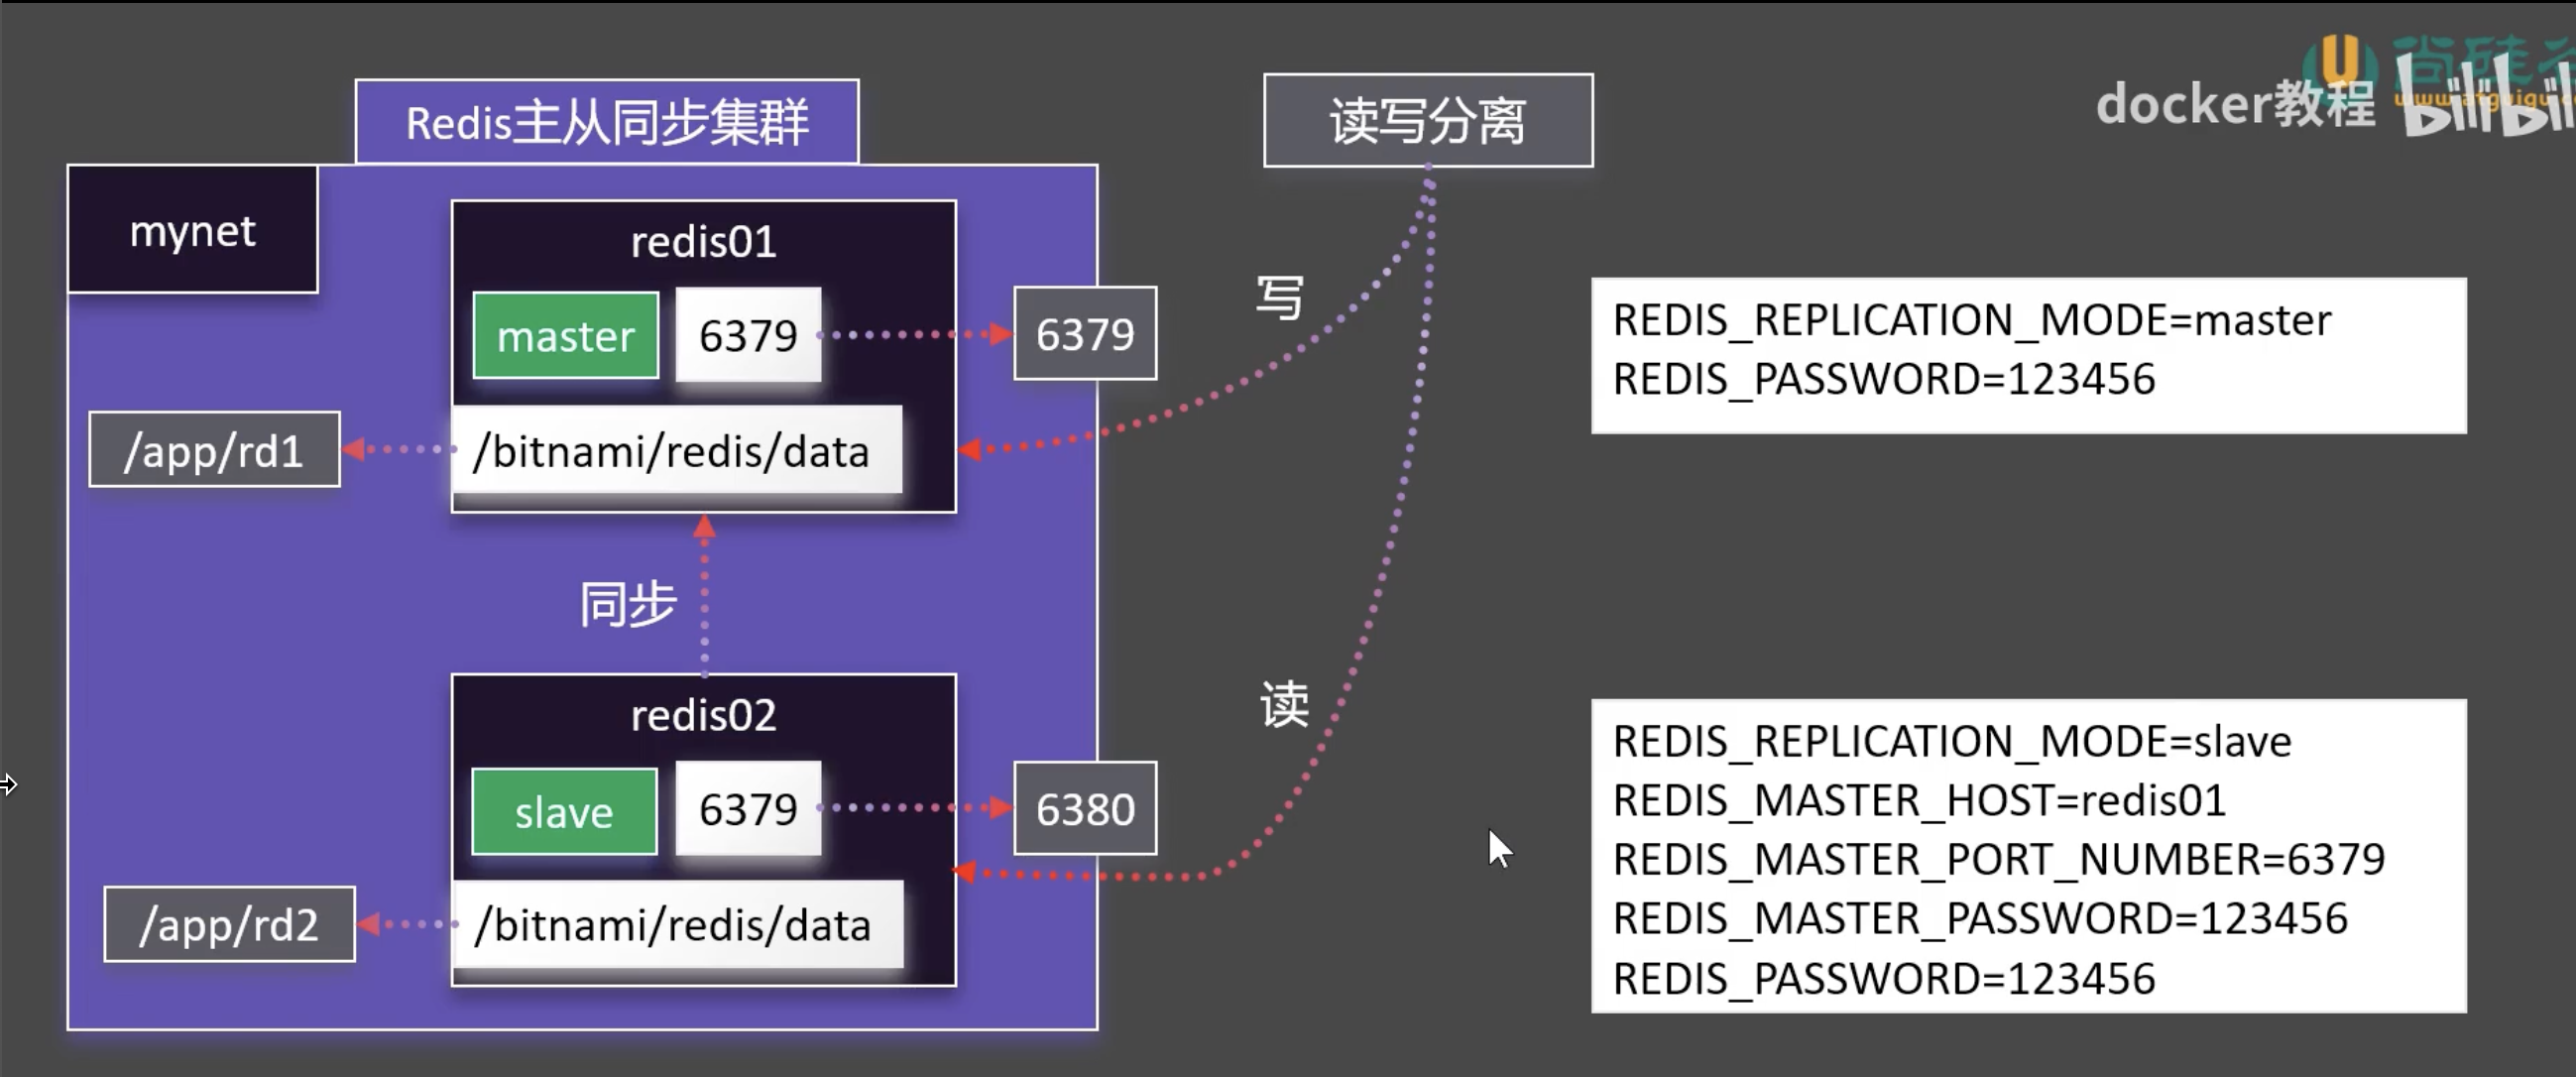 Redis主从同步集群
读写分离
docker教程
mynet
redis01
master
6379
6379
写
/app/rd1
/bitnami/redis/data
REDIS_REPLICATION_MODE=master
REDIS_PASSWORD=123456
同步
redis02
读
slave
6379
6380
/app/rd2
/bitnami/redis/data
REDIS_REPLICATION_MODE=slave
REDIS_MASTER_HOST=redis01
REDIS_MASTER_PORT_NUMBER=6379
REDIS_MASTER_PASSWORD=123456
REDIS_PASSWORD=123456